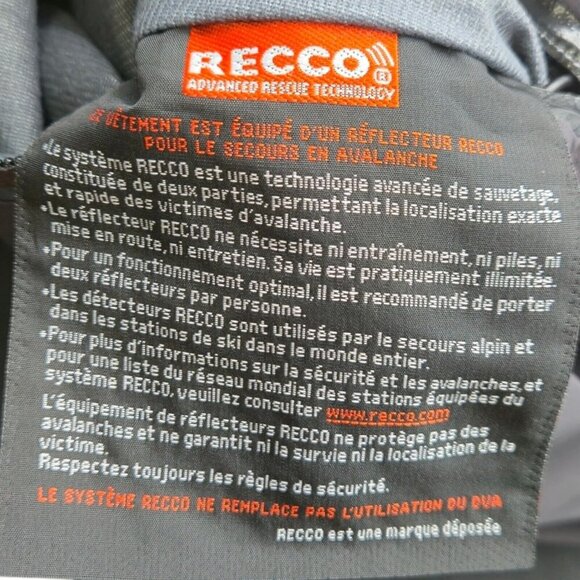 RECCO®
ADVANCED RESCUE TECHNOLOGY
CE VÊTEMENT EST ÉQUIPÉ D'UN RÉFLECTEUR RECCO
POUR LE SECOURS EN AVALANCHE
•Le système RECCO est une technologie avancée de sauvetage,
constituée de deux parties, permettant la localisation exacte
et rapide des victimes d'avalanche.
•Le réflecteur RECCO ne nécessite ni entraînement, ni piles, ni
mise en route, ni entretien. Sa vie est pratiquement illimitée.
•Pour un fonctionnement optimal, il est recommandé de porter
deux réflecteurs par personne.
•Les détecteurs RECCO sont utilisés par le secours alpin et
dans les stations de ski dans le monde entier.
•Pour plus d'informations sur la sécurité et les avalanches, et
pour une liste du réseau mondial des stations équipées du
système RECCO, veuillez consulter www.recco.com
L'équipement de réflecteurs RECCO ne protège pas des
avalanches et ne garantit ni la survie ni la localisation de la
victime.
Respectez toujours les règles de sécurité.
LE SYSTÈME RECCO NE REMPLACE PAS L'UTILISATION DU DVA
RECCO est une marque déposée